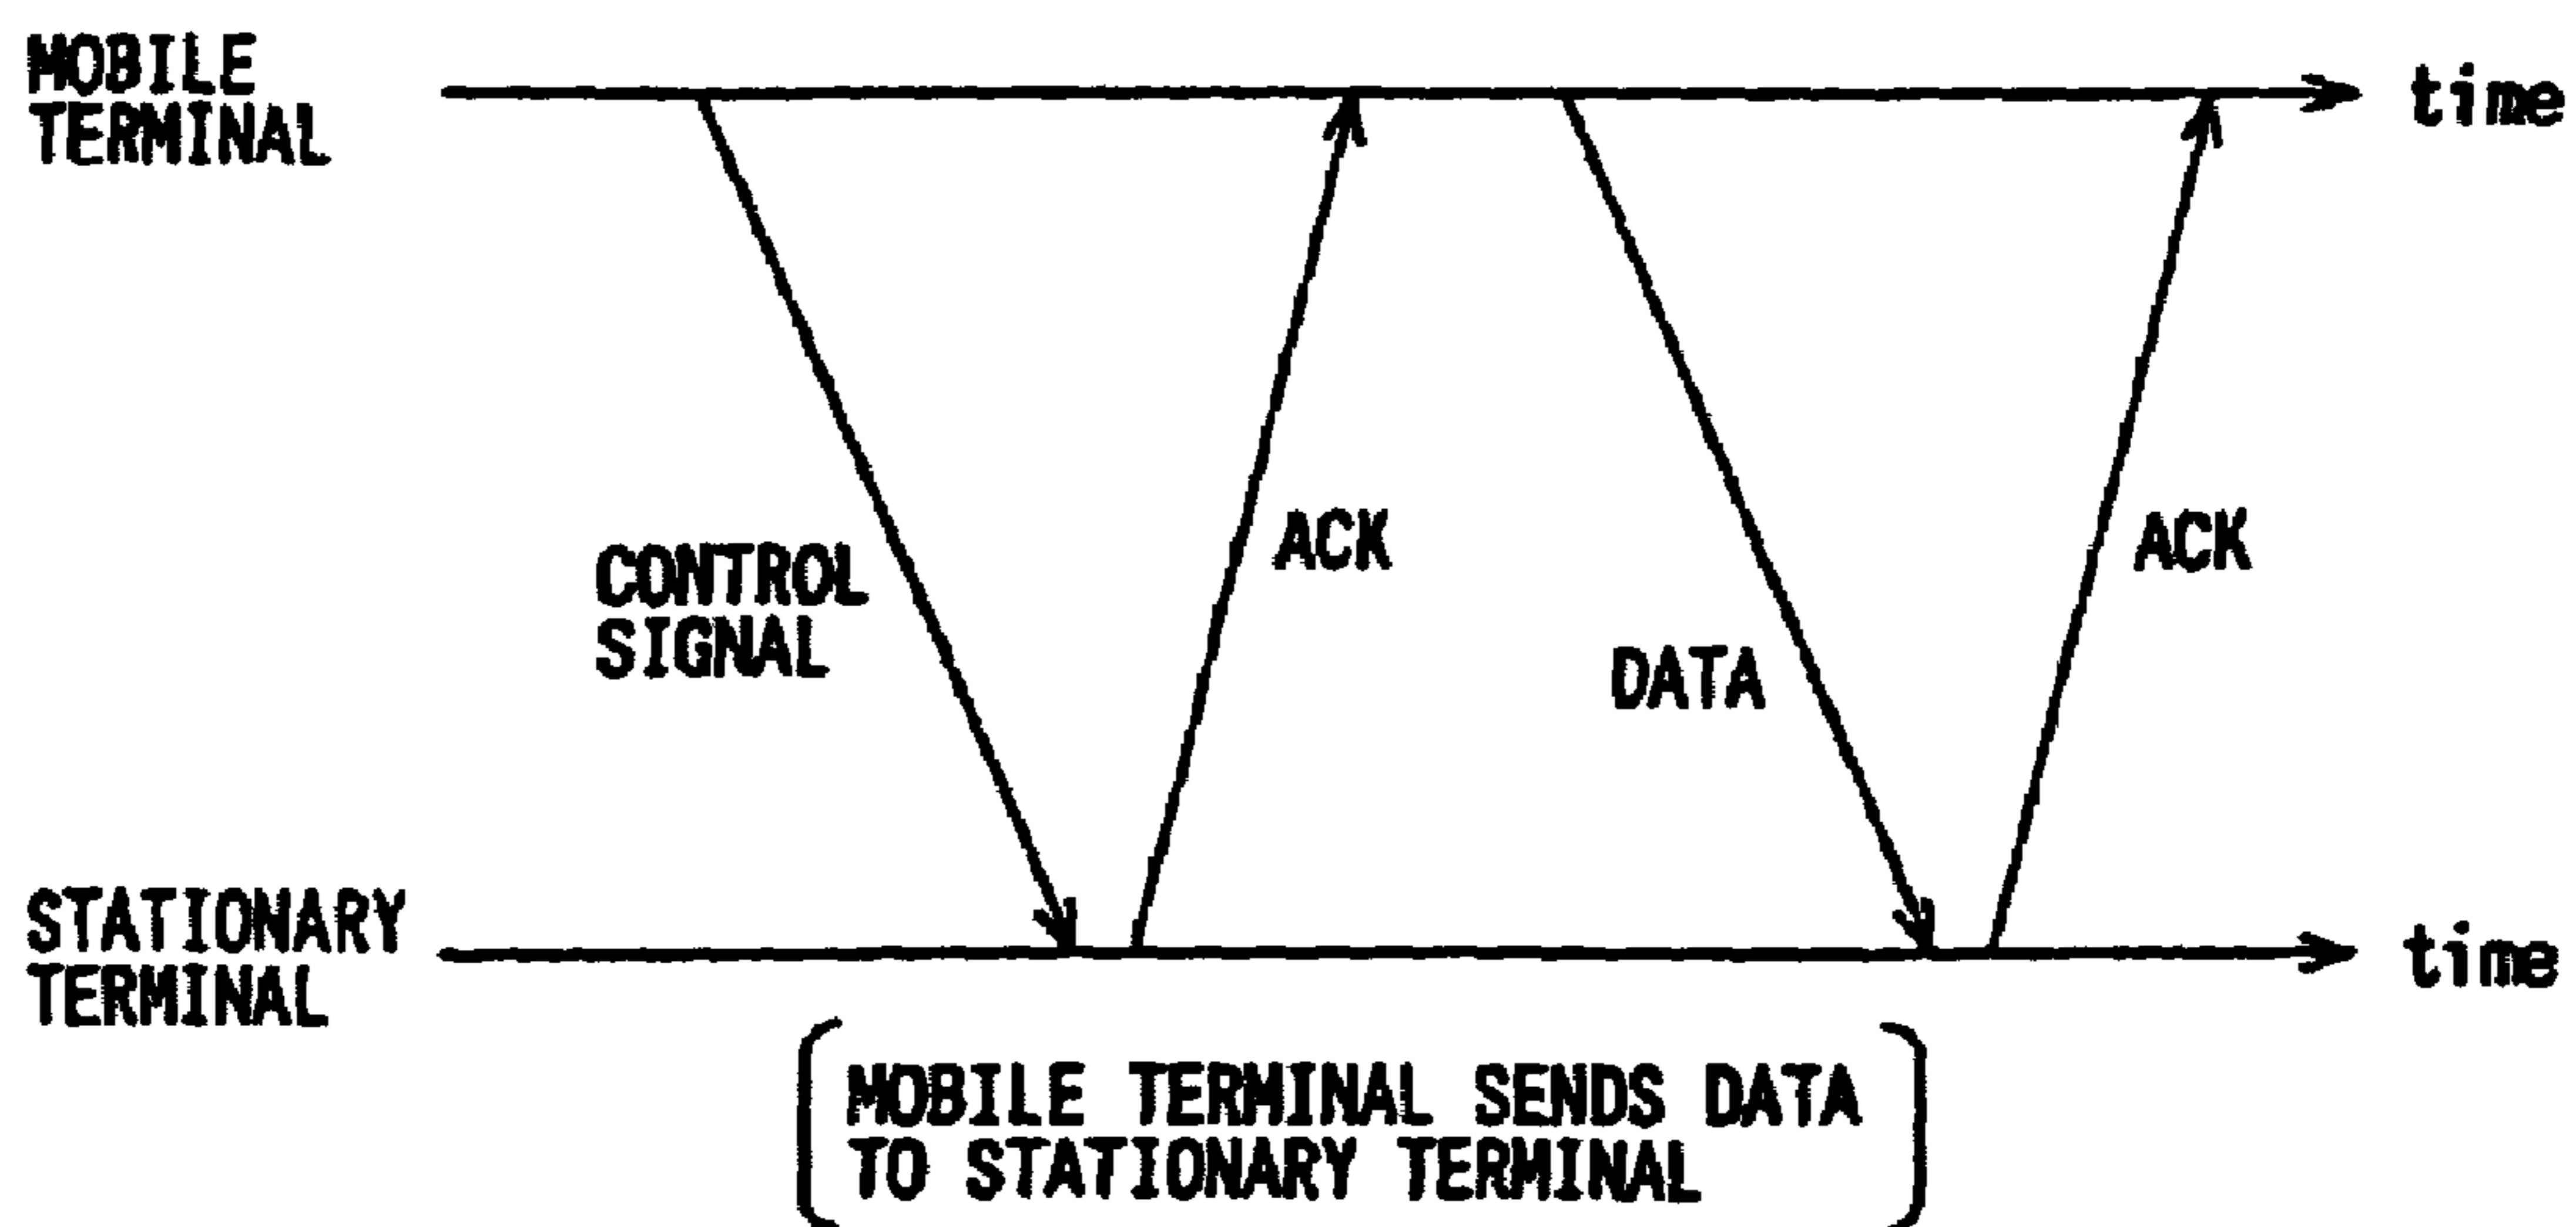 MOBILE
TERMINAL
time
CONTROL
SIGNAL
ACK
DATA
ACK
STATIONARY
TERMINAL
time
MOBILE TERMINAL SENDS DATA
TO STATIONARY TERMINAL